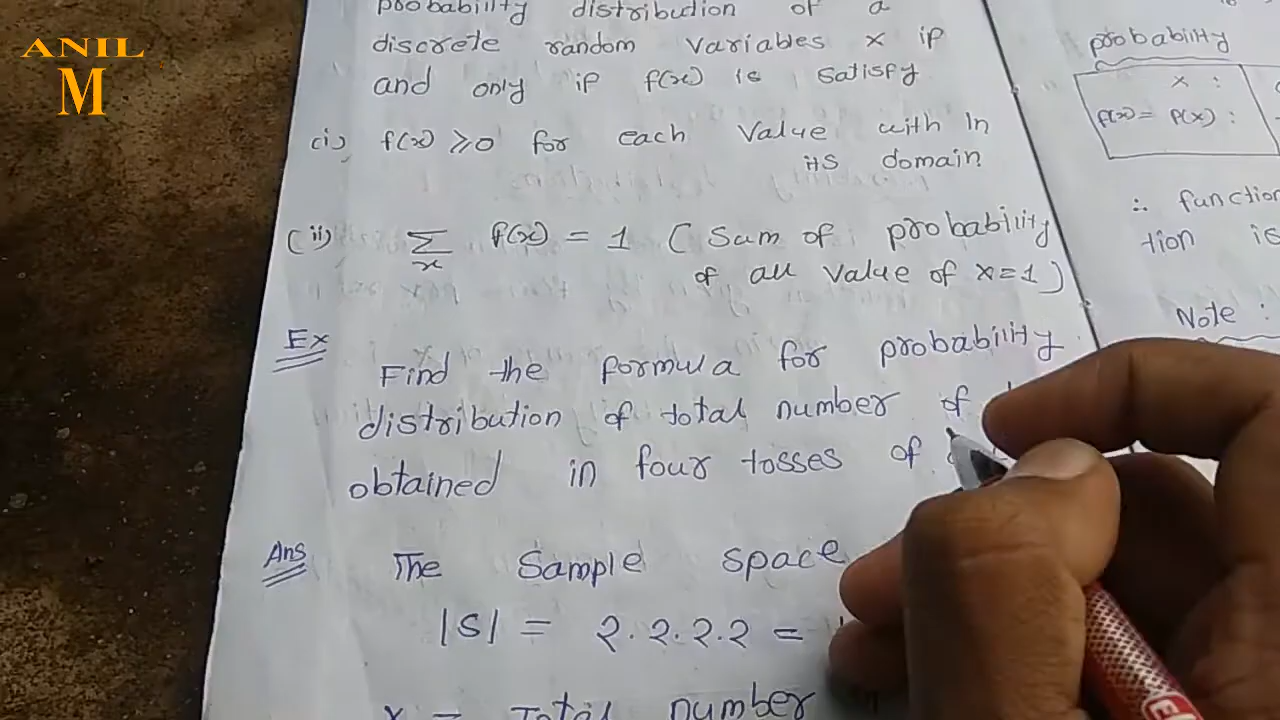 ANIL
M
probability distribution of a
discrete random variables x if
and only if f(x) is satisfy
(i) f(x) ≥ 0 for each value with in
its domain
(ii) ∑x f(x) = 1 (Sum of probability
of all value of x=1)
Ex
Find the formula for probability
distribution of total number of
obtained in four tosses of
Ans
The Sample space
|S| = 2.2.2.2 =
x = Total number
probability
x :
f(x) = P(x) :
∴ function
tion is
Note :